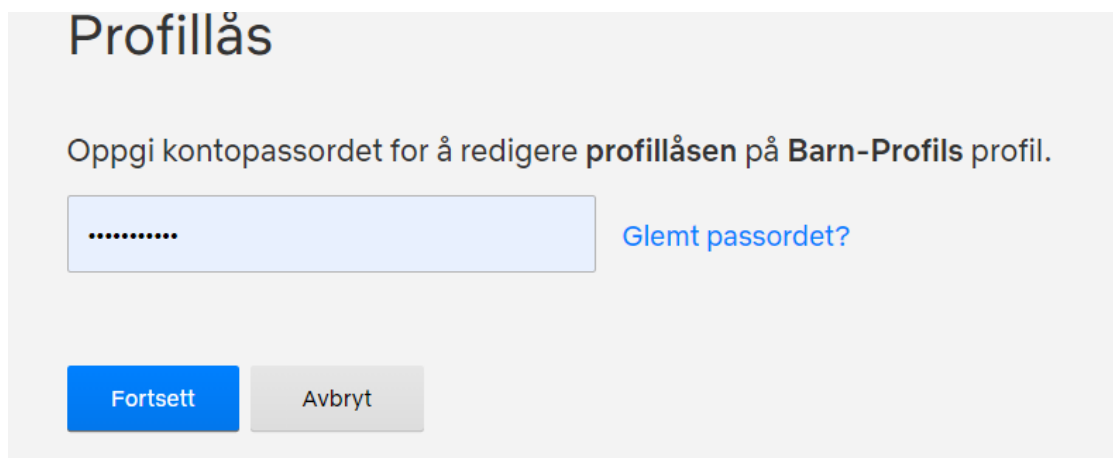 Profillås
Oppgi kontopassordet for å redigere profillåsen på Barn-Profils profil.
•••••••••••
Glemt passordet?
Fortsett
Avbryt